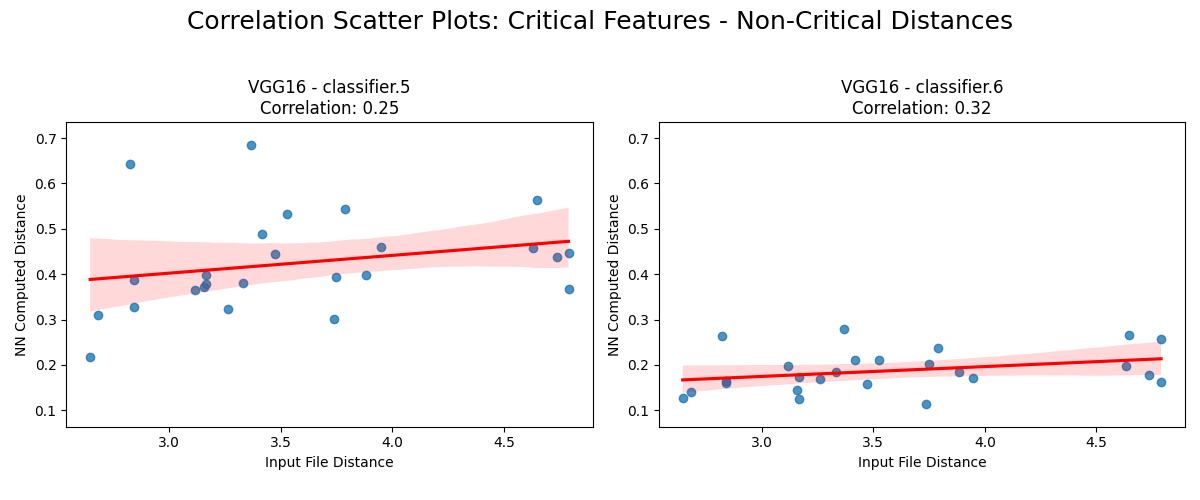 Correlation Scatter Plots: Critical Features - Non-Critical Distances
VGG16 - classifier.5
Correlation: 0.25
0.7
0.6
0.5
0.4
0.3
0.2
0.1
NN Computed Distance
3.0 3.5 4.0 4.5
Input File Distance
VGG16 - classifier.6
Correlation: 0.32
0.7
0.6
0.5
0.4
0.3
0.2
0.1
NN Computed Distance
3.0 3.5 4.0 4.5
Input File Distance